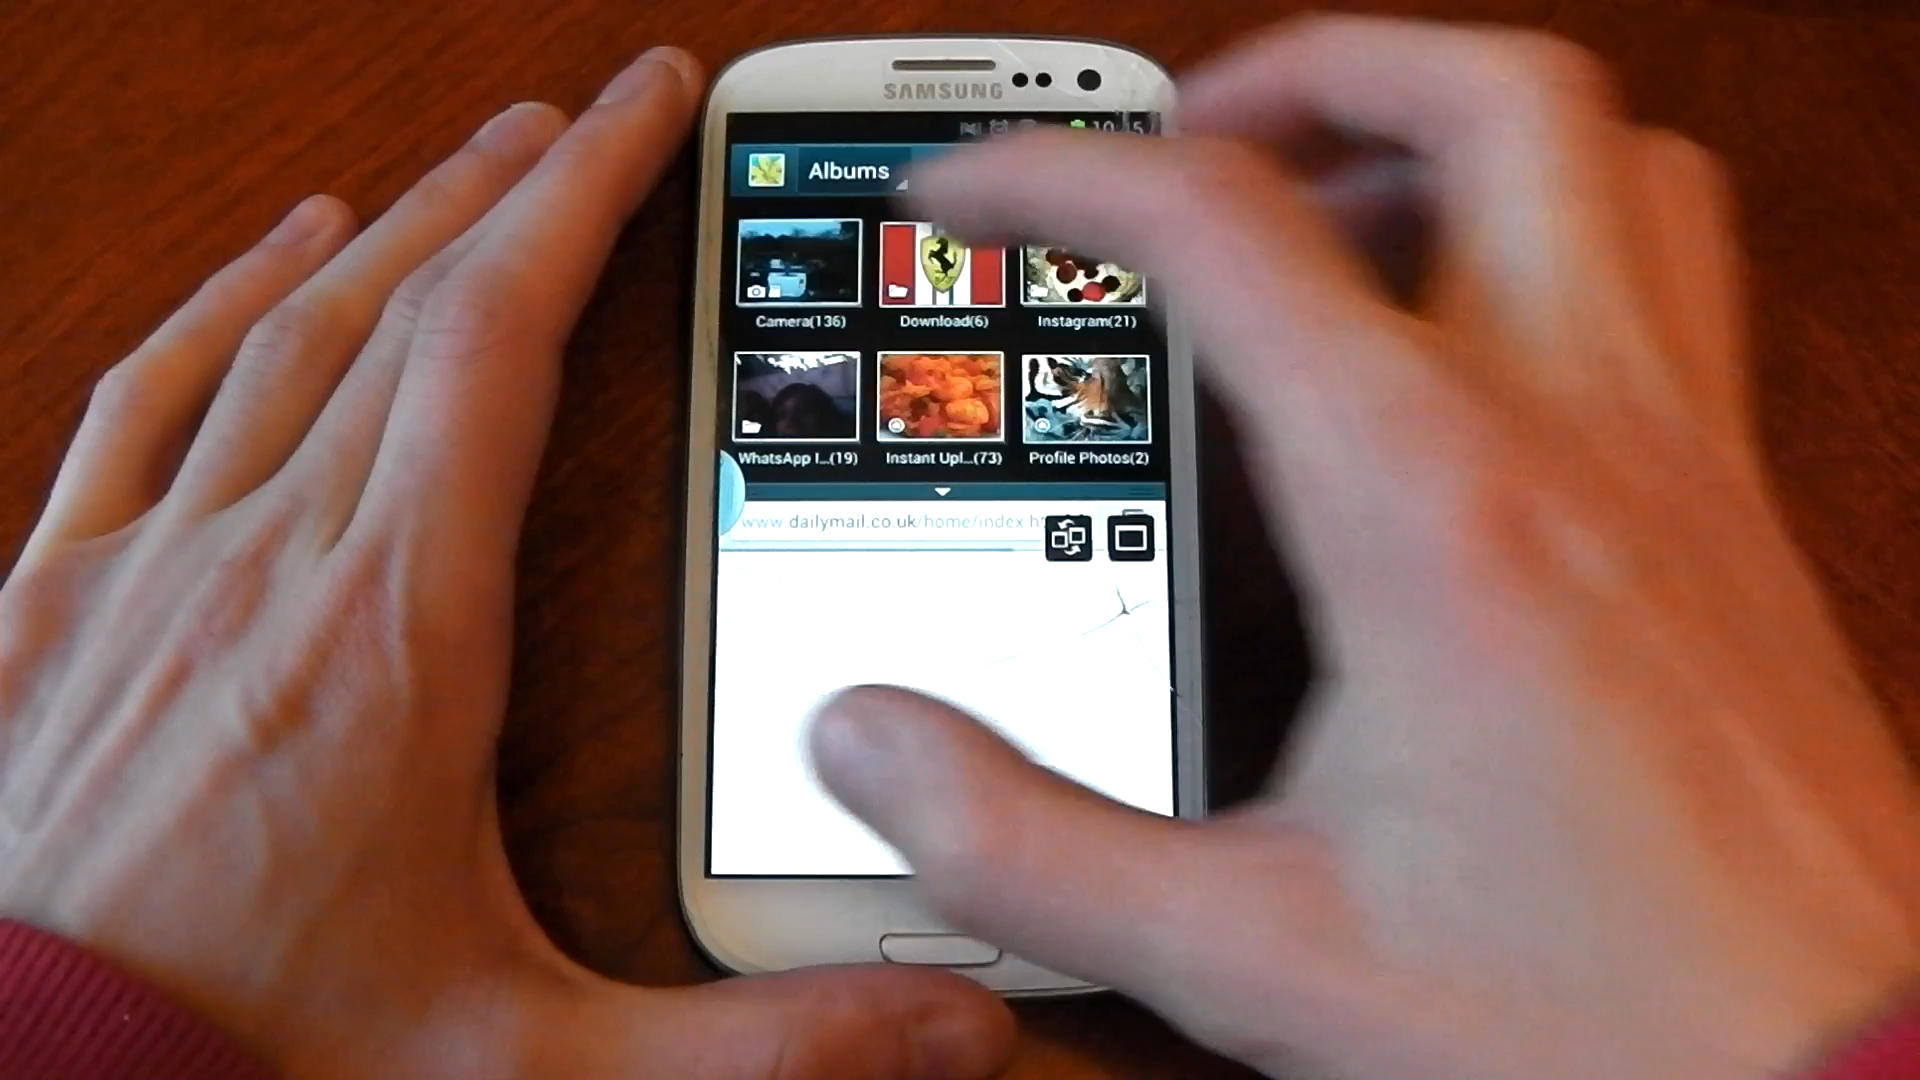 SAMSUNG
Albums
Camera(136)
Download(6)
Instagram(21)
WhatsApp I...(19)
Instant Upl...(73)
Profile Photos(2)
www.dailymail.co.uk/home/index.h